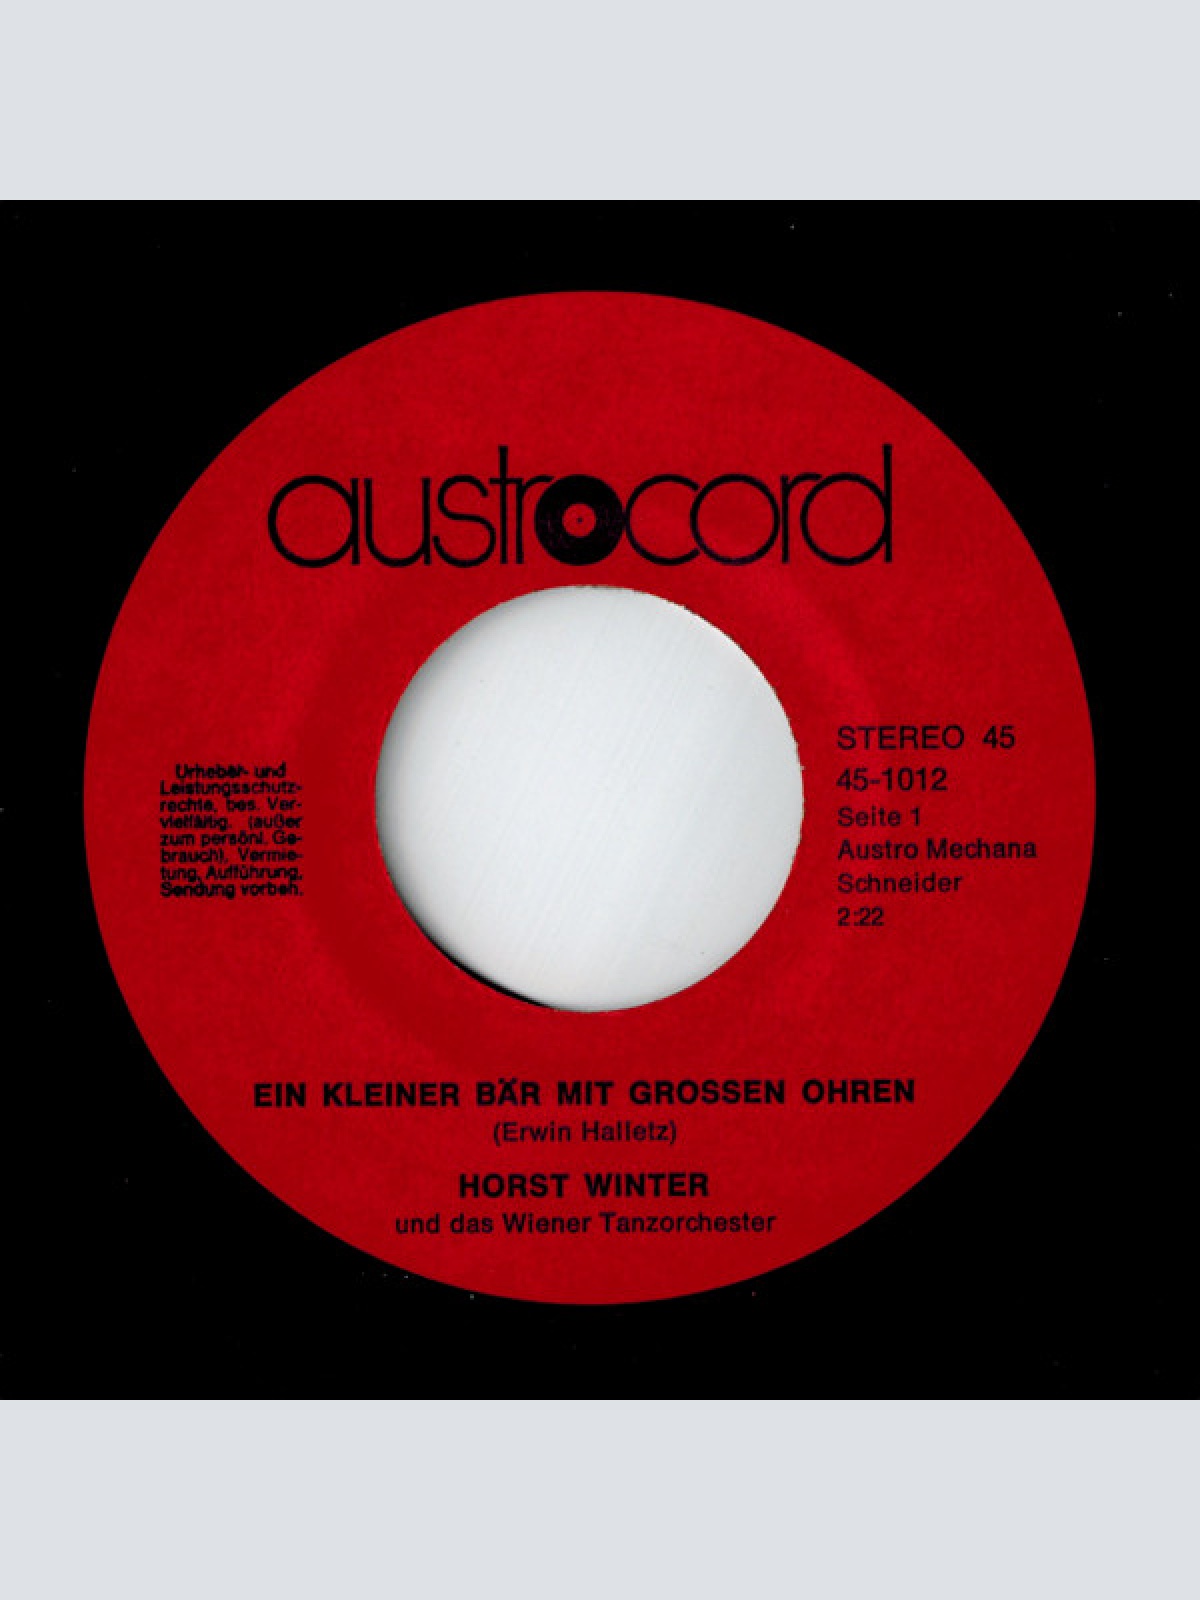 austrocord
Urheber- und
Leistungsschutz-
rechte, bes. Ver-
vielfältig. (außer
zum persönl. Ge-
brauch), Vermie-
tung, Aufführung,
Sendung vorbeh.
STEREO 45
45-1012
Seite 1
Austro Mechana
Schneider
2:22
EIN KLEINER BÄR MIT GROSSEN OHREN
(Erwin Halletz)
HORST WINTER
und das Wiener Tanzorchester